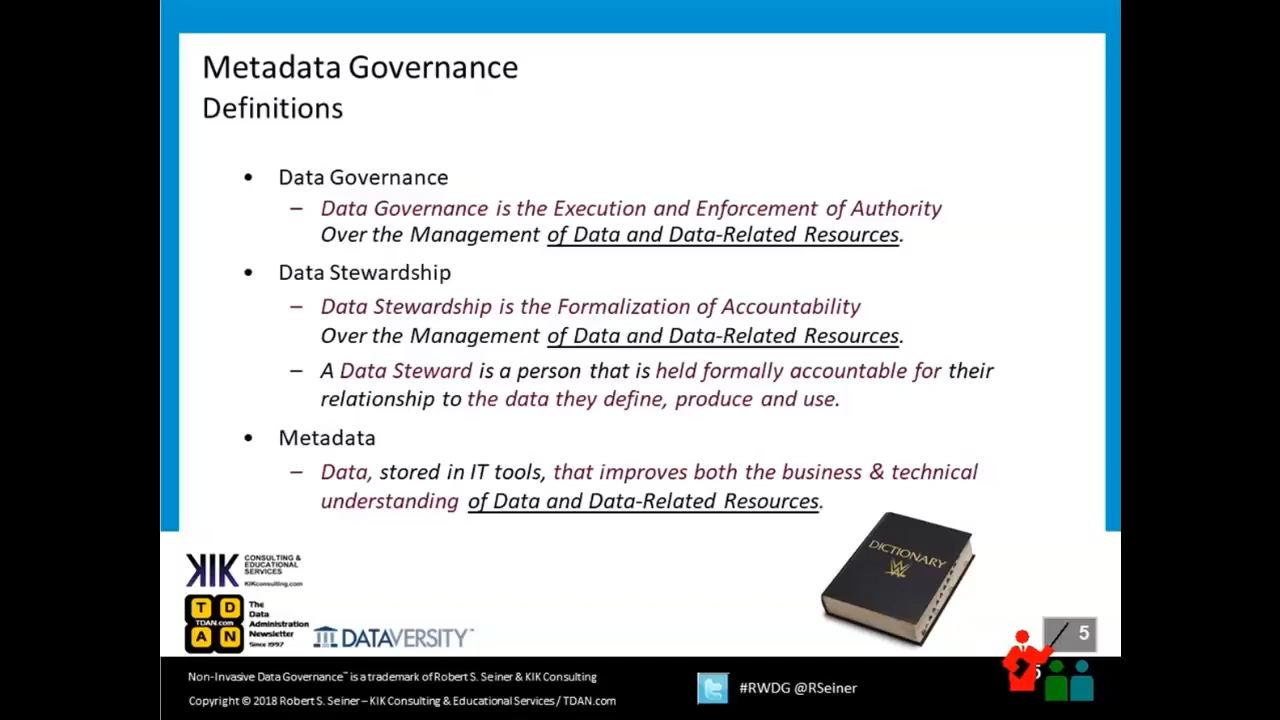 Metadata Governance
Definitions
• Data Governance
– Data Governance is the Execution and Enforcement of Authority
Over the Management of Data and Data-Related Resources.
• Data Stewardship
– Data Stewardship is the Formalization of Accountability
Over the Management of Data and Data-Related Resources.
– A Data Steward is a person that is held formally accountable for their
relationship to the data they define, produce and use.
• Metadata
– Data, stored in IT tools, that improves both the business & technical
understanding of Data and Data-Related Resources.
DICTIONARY
W
KIK
CONSULTING &
EDUCATIONAL
SERVICES
KIKconsulting.com
T D
TDAN.com
A N
The
Data
Administration
Newsletter
Since 1997
DATAVERSITY™
5
5
Non-Invasive Data Governance™ is a trademark of Robert S. Seiner & KIK Consulting
Copyright © 2018 Robert S. Seiner – KIK Consulting & Educational Services / TDAN.com
#RWDG @RSeiner